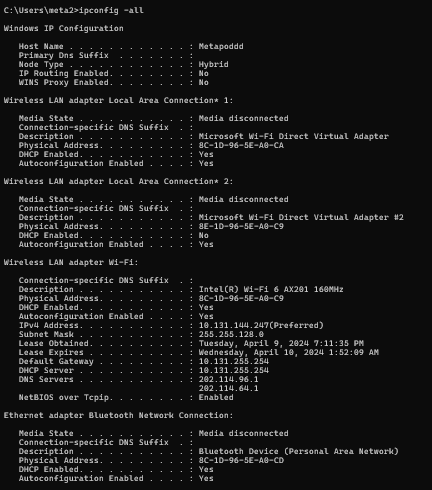 C:\Users\meta2>ipconfig -all
Windows IP Configuration
Host Name . . . . . . . . . . . . : Metapoddd
Primary Dns Suffix . . . . . . . :
Node Type . . . . . . . . . . . . : Hybrid
IP Routing Enabled. . . . . . . . : No
WINS Proxy Enabled. . . . . . . . : No
Wireless LAN adapter Local Area Connection* 1:
Media State . . . . . . . . . . . : Media disconnected
Connection-specific DNS Suffix . :
Description . . . . . . . . . . . : Microsoft Wi-Fi Direct Virtual Adapter
Physical Address. . . . . . . . . : 8C-1D-96-5E-A0-CA
DHCP Enabled. . . . . . . . . . . : Yes
Autoconfiguration Enabled . . . . : Yes
Wireless LAN adapter Local Area Connection* 2:
Media State . . . . . . . . . . . : Media disconnected
Connection-specific DNS Suffix . :
Description . . . . . . . . . . . : Microsoft Wi-Fi Direct Virtual Adapter #2
Physical Address. . . . . . . . . : 8E-1D-96-5E-A0-C9
DHCP Enabled. . . . . . . . . . . : No
Autoconfiguration Enabled . . . . : Yes
Wireless LAN adapter Wi-Fi:
Connection-specific DNS Suffix . :
Description . . . . . . . . . . . : Intel(R) Wi-Fi 6 AX201 160MHz
Physical Address. . . . . . . . . : 8C-1D-96-5E-A0-C9
DHCP Enabled. . . . . . . . . . . : Yes
Autoconfiguration Enabled . . . . : Yes
IPv4 Address. . . . . . . . . . . : 10.131.144.247(Preferred)
Subnet Mask . . . . . . . . . . . : 255.255.128.0
Lease Obtained. . . . . . . . . . : Tuesday, April 9, 2024 7:11:35 PM
Lease Expires . . . . . . . . . . : Wednesday, April 10, 2024 1:52:09 AM
Default Gateway . . . . . . . . . : 10.131.255.254
DHCP Server . . . . . . . . . . . : 10.131.255.254
DNS Servers . . . . . . . . . . . : 202.114.96.1
202.114.64.1
NetBIOS over Tcpip. . . . . . . . : Enabled
Ethernet adapter Bluetooth Network Connection:
Media State . . . . . . . . . . . : Media disconnected
Connection-specific DNS Suffix . :
Description . . . . . . . . . . . : Bluetooth Device (Personal Area Network)
Physical Address. . . . . . . . . : 8C-1D-96-5E-A0-CD
DHCP Enabled. . . . . . . . . . . : Yes
Autoconfiguration Enabled . . . . : Yes